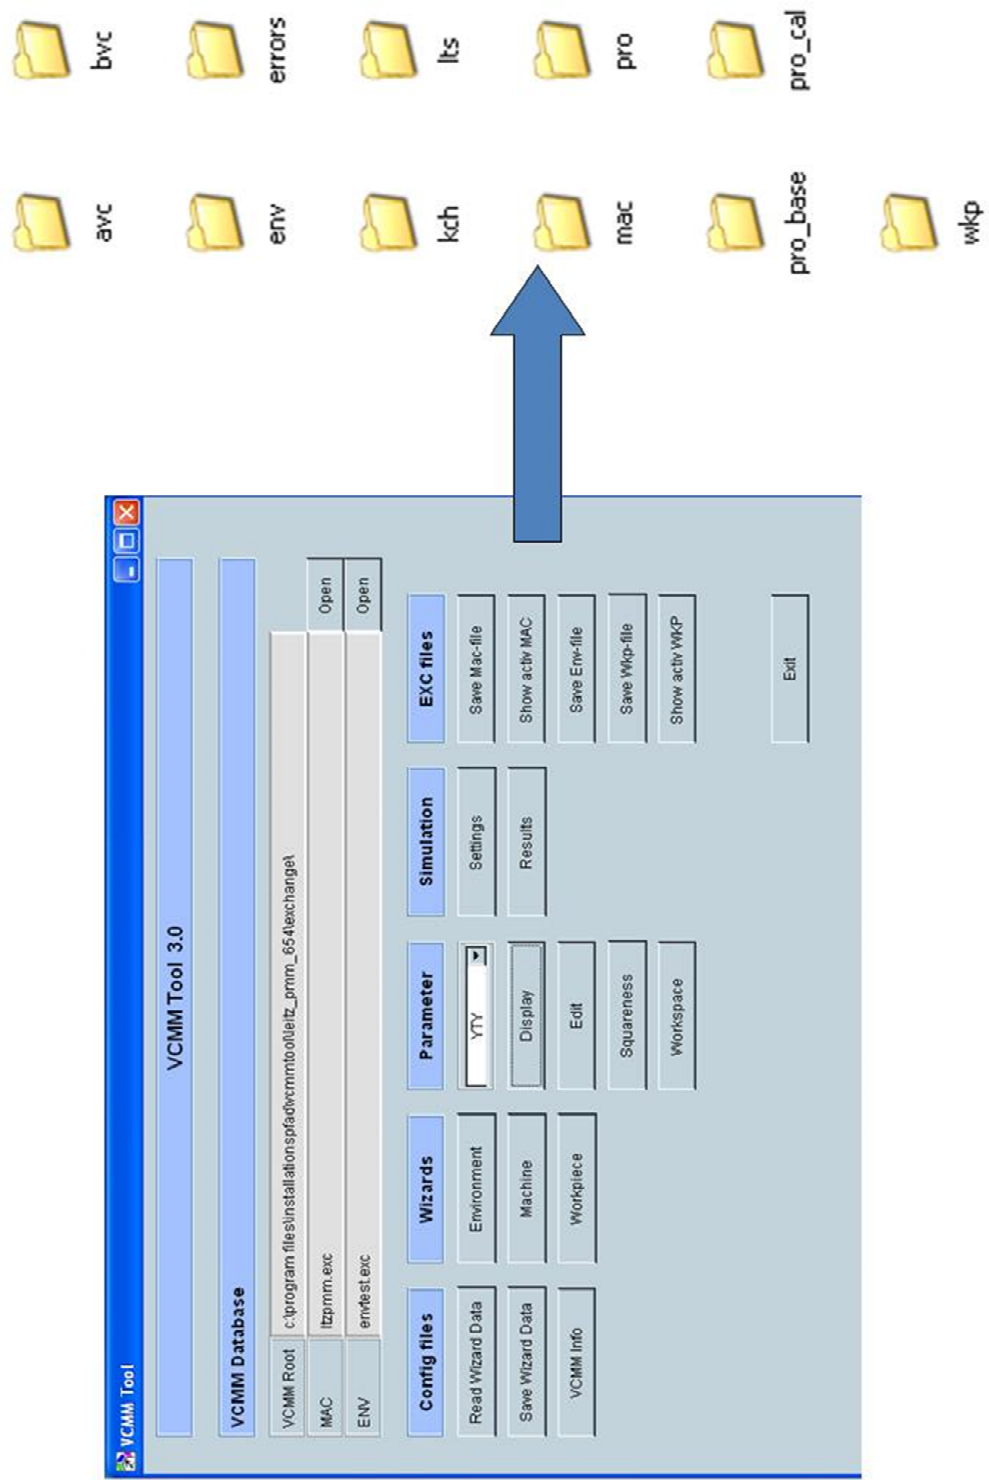 VCMM Tool
VCMM Tool 3.0
VCMM Database
VCMM Root c:\program files\installationspfad\vcmmtool\leitz_pmm_654\exchange\
MAC ltzpmm.exc Open
ENV envtest.exc Open
Config files Wizards Parameter Simulation EXC files
Read Wizard Data Environment YTY Settings Save Mac-file
Save Wizard Data Machine Display Results Show activ MAC
VCMM Info Workpiece Edit Save Env-file
Squareness Save Wkp-file
Workspace Show activ WKP
Exit
avc bvc
env errors
kch lts
mac pro
pro_base pro_cal
wkp